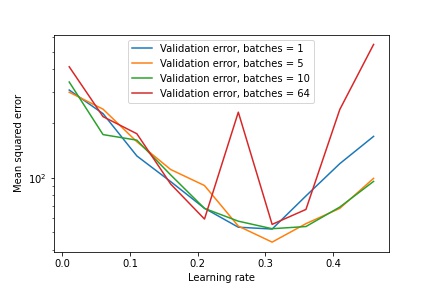 Validation error, batches = 1
Validation error, batches = 5
Validation error, batches = 10
Validation error, batches = 64
Mean squared error
10²
0.0 0.1 0.2 0.3 0.4
Learning rate